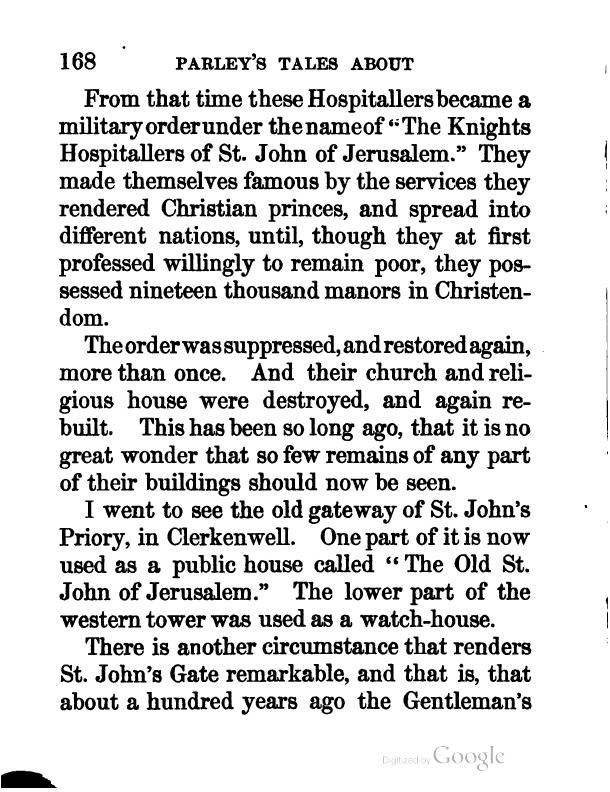 168 PARLEY'S TALES ABOUT
From that time these Hospitallers became a
military order under the name of "The Knights
Hospitallers of St. John of Jerusalem." They
made themselves famous by the services they
rendered Christian princes, and spread into
different nations, until, though they at first
professed willingly to remain poor, they pos-
sessed nineteen thousand manors in Christen-
dom.
The order was suppressed, and restored again,
more than once. And their church and reli-
gious house were destroyed, and again re-
built. This has been so long ago, that it is no
great wonder that so few remains of any part
of their buildings should now be seen.
I went to see the old gateway of St. John's
Priory, in Clerkenwell. One part of it is now
used as a public house called "The Old St.
John of Jerusalem." The lower part of the
western tower was used as a watch-house.
There is another circumstance that renders
St. John's Gate remarkable, and that is, that
about a hundred years ago the Gentleman's
Digitized by Google